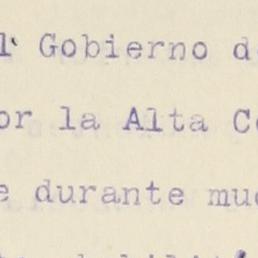 l' Gobierno d
or la Alta C
e durante mu